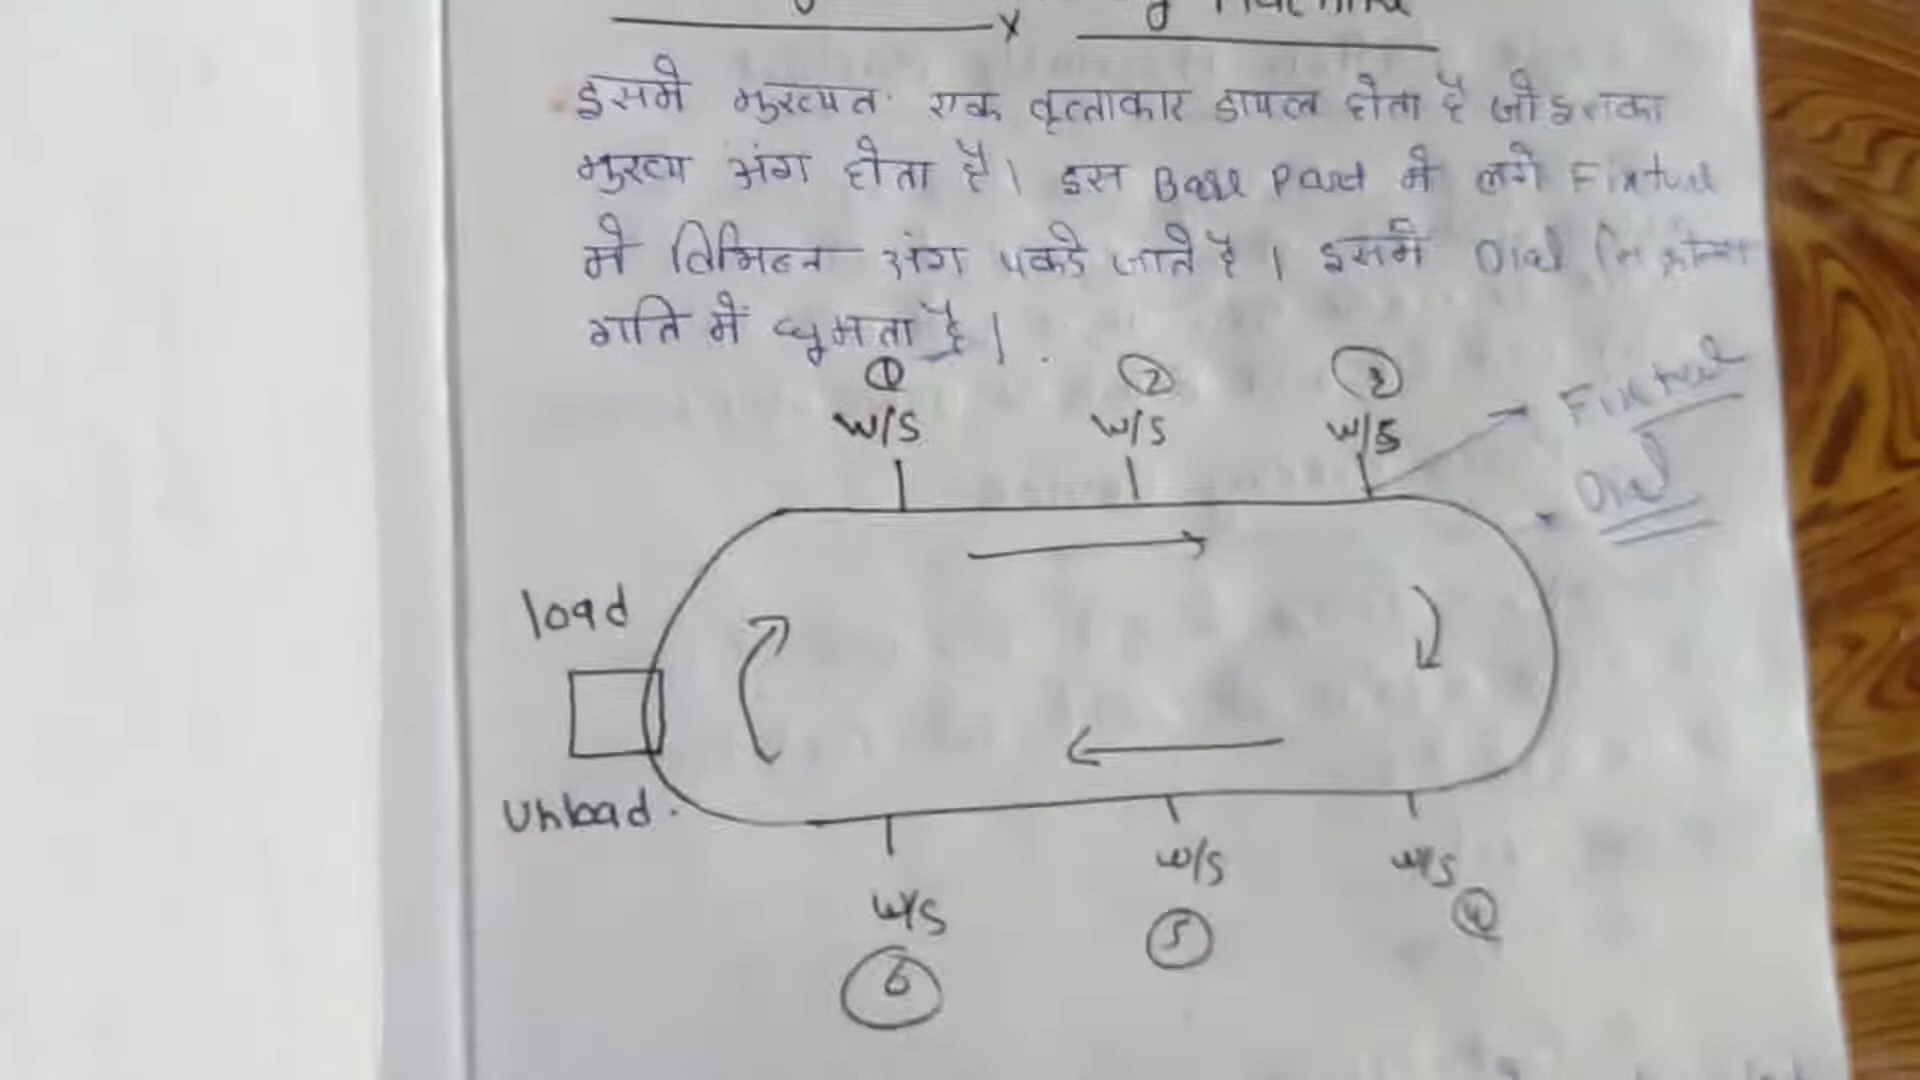 इसमे मुख्यत: एक वृत्ताकार डायल होता है जो इसका
मुख्य अंग होता है। इस Base Part मे लगे Fixture
मे विभिन्न अंग पकडे जाते है। इसमे Dial
गति में घूमता है।
① ② ③
W/S W/S W/S
Fixture
Dial
load
Unload.
W/S W/S W/S
④
⑤
⑥